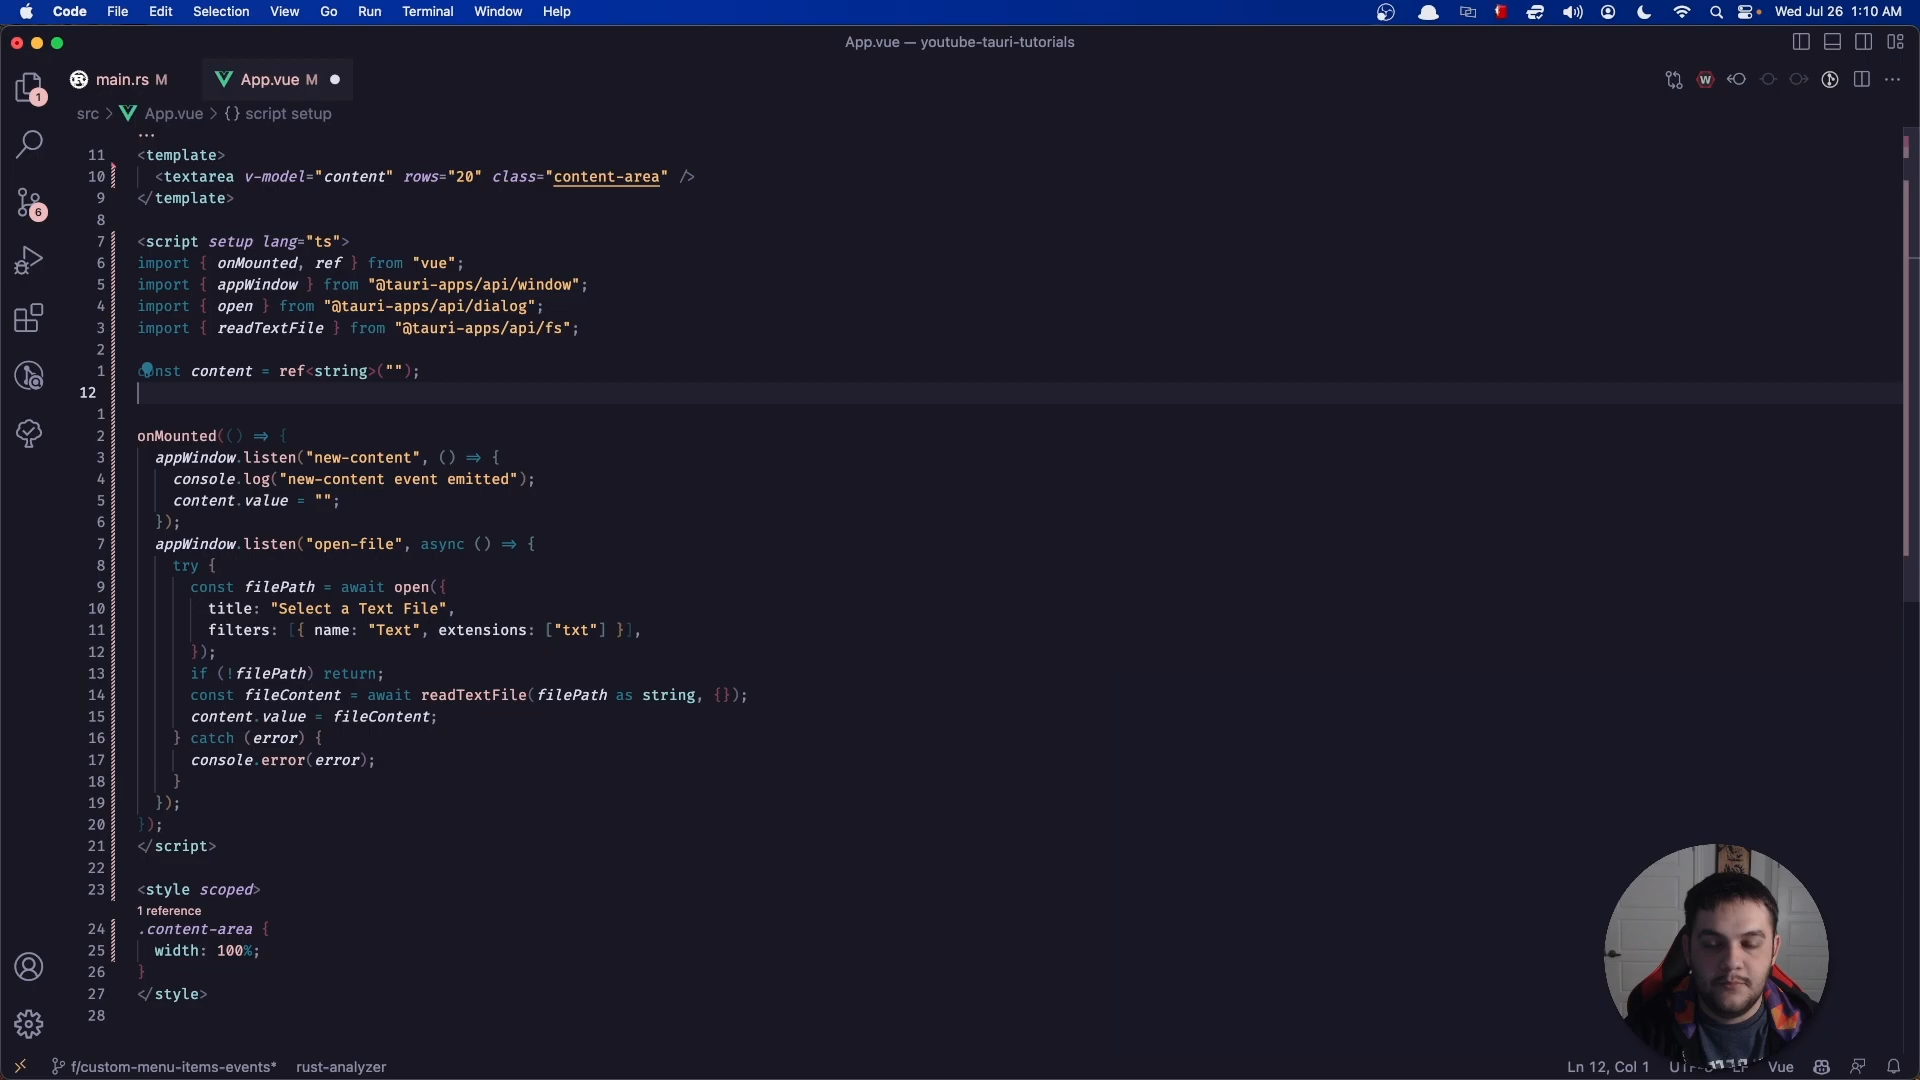 Code File Edit Selection View Go Run Terminal Window Help Wed Jul 26 1:10 AM
App.vue — youtube-tauri-tutorials
main.rs M App.vue M
src > App.vue > {} script setup
1
6
...
11 <template>
10 <textarea v-model="content" rows="20" class="content-area" />
9 </template>
8
7 <script setup lang="ts">
6 import { onMounted, ref } from "vue";
5 import { appWindow } from "@tauri-apps/api/window";
4 import { open } from "@tauri-apps/api/dialog";
3 import { readTextFile } from "@tauri-apps/api/fs";
2
1 const content = ref<string>("");
12
1
2 onMounted(() => {
3 appWindow.listen("new-content", () => {
4 console.log("new-content event emitted");
5 content.value = "";
6 });
7 appWindow.listen("open-file", async () => {
8 try {
9 const filePath = await open({
10 title: "Select a Text File",
11 filters: [{ name: "Text", extensions: ["txt"] }],
12 });
13 if (!filePath) return;
14 const fileContent = await readTextFile(filePath as string, {});
15 content.value = fileContent;
16 } catch (error) {
17 console.error(error);
18 }
19 });
20 });
21 </script>
22
23 <style scoped>
1 reference
24 .content-area {
25 width: 100%;
26 }
27 </style>
28
f/custom-menu-items-events* rust-analyzer Ln 12, Col 1 Vue